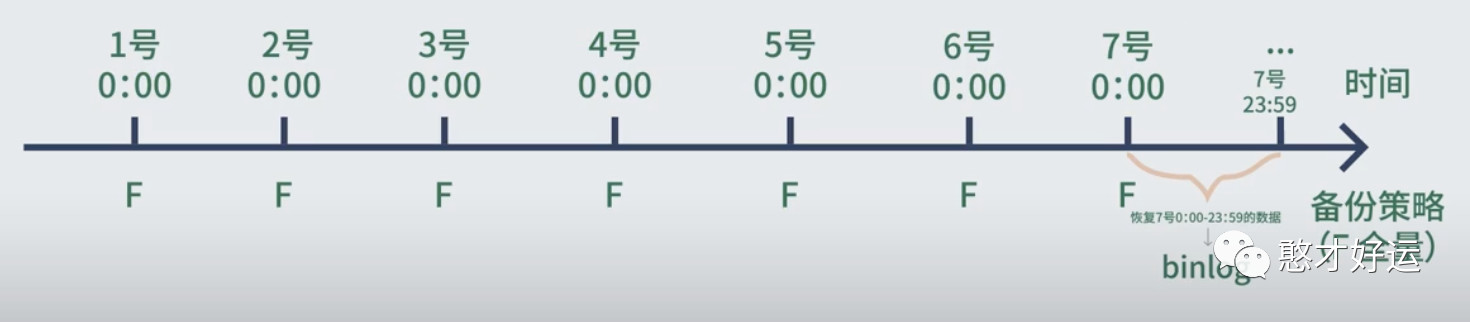 1号 2号 3号 4号 5号 6号 7号 ...
0:00 0:00 0:00 0:00 0:00 0:00 0:00 7号
23:59
时间
F F F F F F F
恢复7号0:00-23:59的数据
↓
binlog
备份策略
(F 全量)
憨才好运